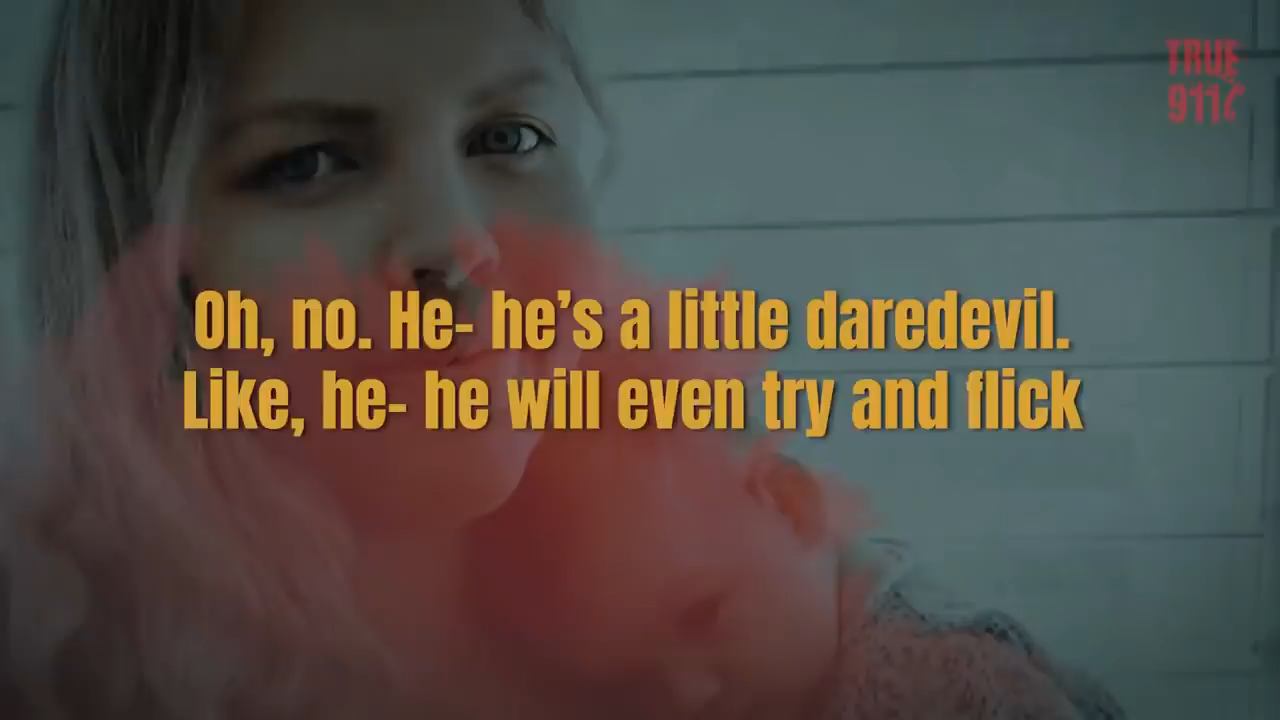 TRUE
911
Oh, no. He- he’s a little daredevil.
Like, he- he will even try and flick